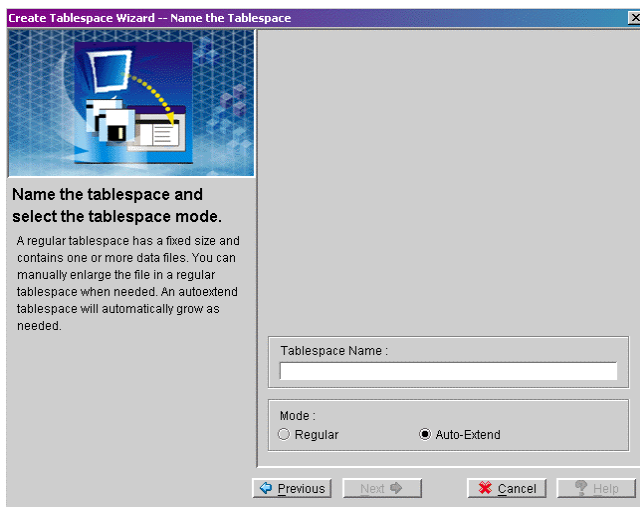 Create Tablespace Wizard -- Name the Tablespace
Name the tablespace and
select the tablespace mode.
A regular tablespace has a fixed size and
contains one or more data files. You can
manually enlarge the file in a regular
tablespace when needed. An autoextend
tablespace will automatically grow as
needed.
Tablespace Name :
Mode :
Regular
Auto-Extend
Previous
Next
Cancel
Help